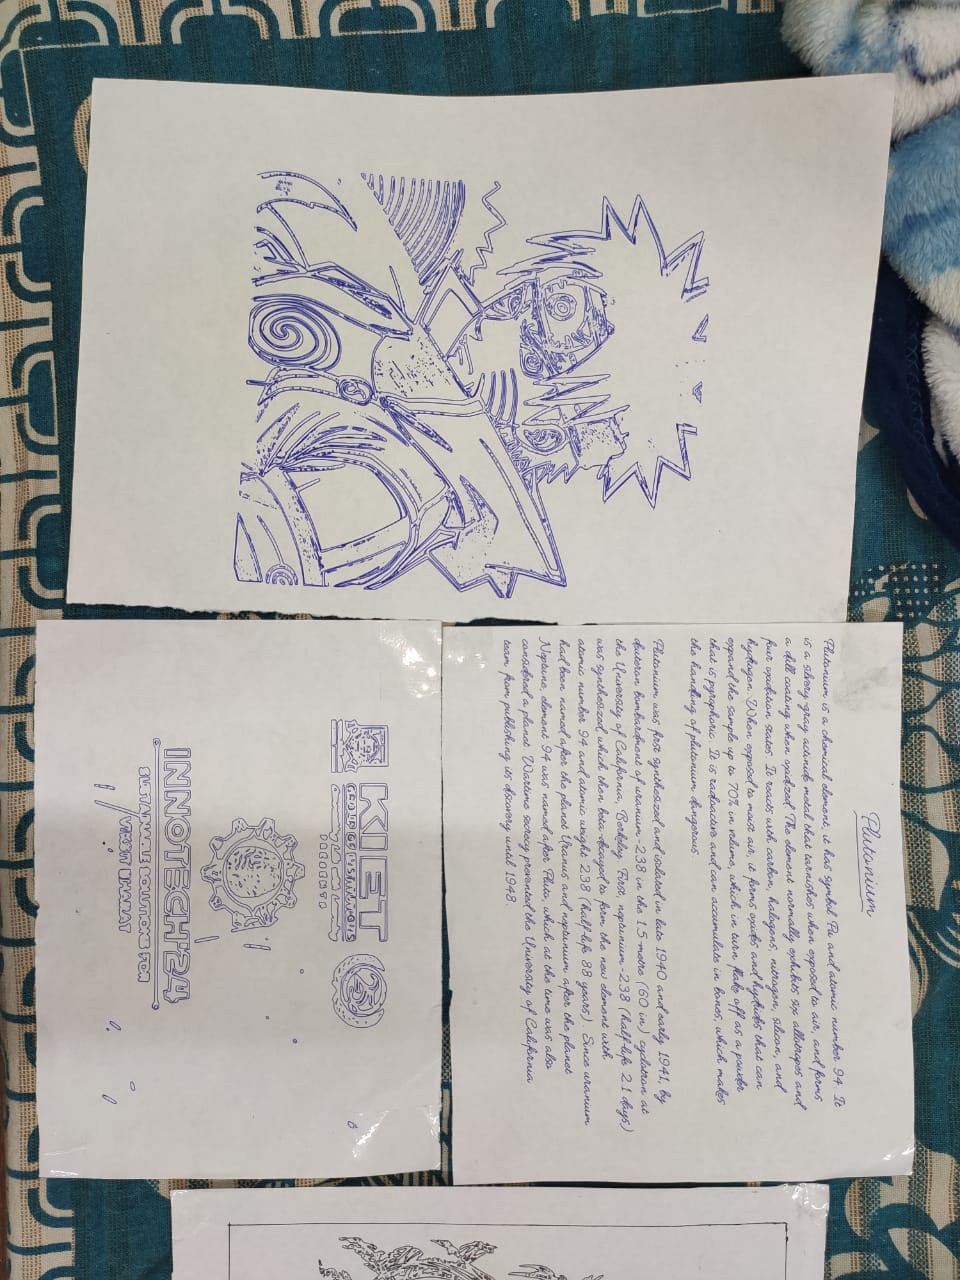 Plutonium
Plutonium is a chemical element, it has symbol Pu and atomic number 94. It
is a silvery-gray actinide metal that tarnishes when exposed to air, and forms
a dull coating when oxidized. The element normally exhibits six allotropes and
four oxidation states. It reacts with carbon, halogens, nitrogen, silicon, and
hydrogen. When exposed to moist air, it forms oxides and hydrides that can
expand the sample up to 70% in volume, which in turn flake off as a powder
that is pyrophoric. It is radioactive and can accumulate in bones, which makes
the handling of plutonium dangerous.
Plutonium was first synthesized and isolated in late 1940 and early 1941, by
deuteron bombardment of uranium-238 in the 1.5-metre (60 in) cyclotron at
the University of California, Berkeley. First, neptunium-238 (half-life 2.1 days)
was synthesized, which then beta-decayed to form the new element with
atomic number 94 and atomic weight 238 (half-life 88 years). Since uranium
had been named after the planet Uranus and neptunium after the planet
Neptune, element 94 was named after Pluto, which at the time was also
considered a planet. Wartime secrecy prevented the University of California
team from publishing its discovery until 1948.
KIET
GROUP OF INSTITUTIONS
25
PRESENTS
INNOTECH'24
SUSTAINABLE SOLUTIONS FOR
VIKSIT BHARAT